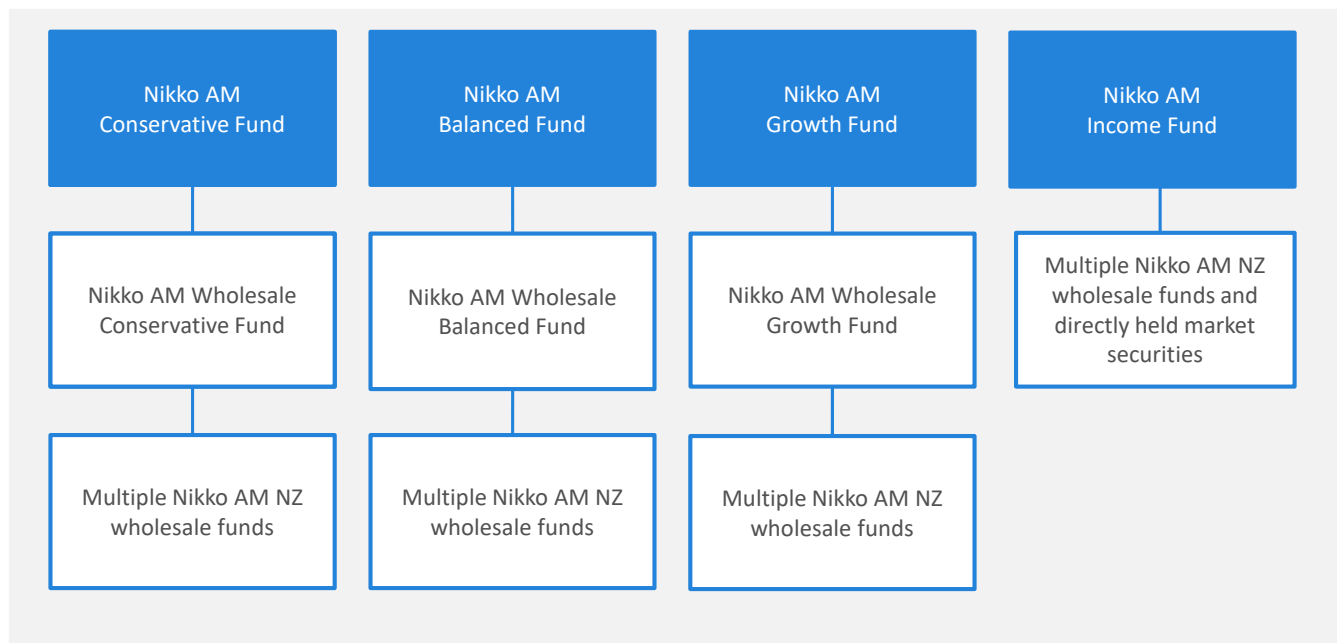 Nikko AM
Conservative Fund
Nikko AM
Balanced Fund
Nikko AM
Growth Fund
Nikko AM
Income Fund
Nikko AM Wholesale
Conservative Fund
Nikko AM Wholesale
Balanced Fund
Nikko AM Wholesale
Growth Fund
Multiple Nikko AM NZ
wholesale funds and
directly held market
securities
Multiple Nikko AM NZ
wholesale funds
Multiple Nikko AM NZ
wholesale funds
Multiple Nikko AM NZ
wholesale funds